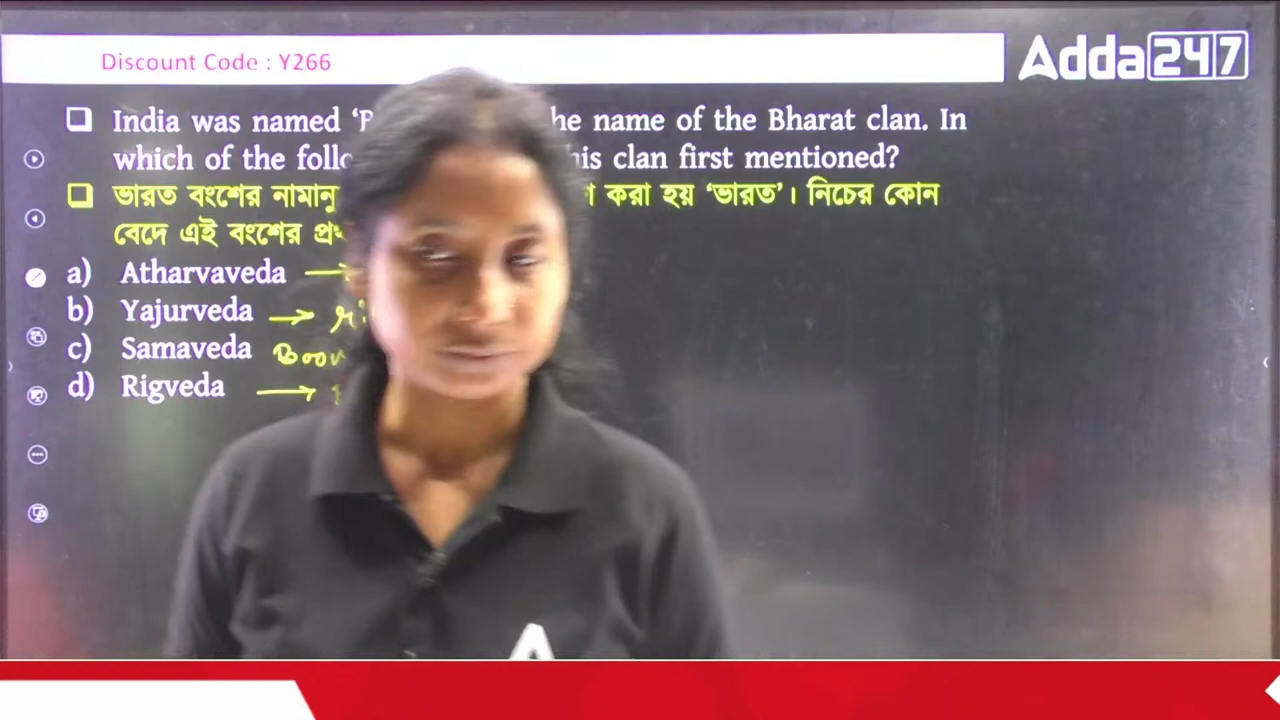 Discount Code : Y266
Adda247
India was named he name of the Bharat clan. In
which of the his clan first mentioned?
ভারত বংশের করা হয় ‘ভারত’। নিচের কোন
বেদে এই বংশের
a) Atharvaveda →
b) Yajurveda →
c) Samaveda
d) Rigveda →